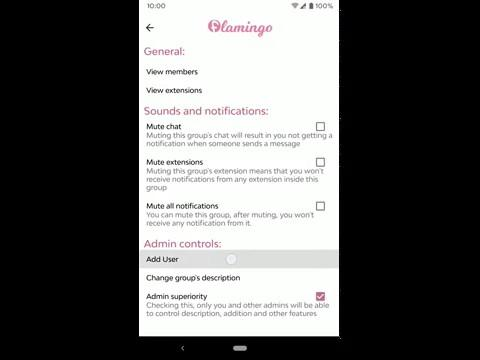 10:00
100%
Flamingo
General:
View members
View extensions
Sounds and notifications:
Mute chat
Muting this group's chat will result in you not getting a
notification when someone sends a message
Mute extensions
Muting this group's extension means that you won't
receive notifications from any extension inside this
group
Mute all notifications
You can mute this group, after muting, you won't
receive any notification from it.
Admin controls:
Add User
Change group's description
Admin superiority
Checking this, only you and other admins will be able
to control description, addition and other features